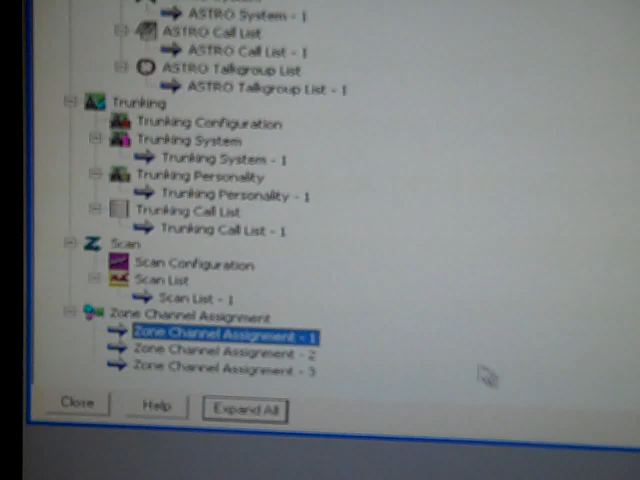 ASTRO System - 1
ASTRO Call List
ASTRO Call List - 1
ASTRO Talkgroup List
ASTRO Talkgroup List - 1
Trunking
Trunking Configuration
Trunking System
Trunking System - 1
Trunking Personality
Trunking Personality - 1
Trunking Call List
Trunking Call List - 1
Scan
Scan Configuration
Scan List
Scan List - 1
Zone Channel Assignment
Zone Channel Assignment - 1
Zone Channel Assignment - 2
Zone Channel Assignment - 3
Close Help Expand All